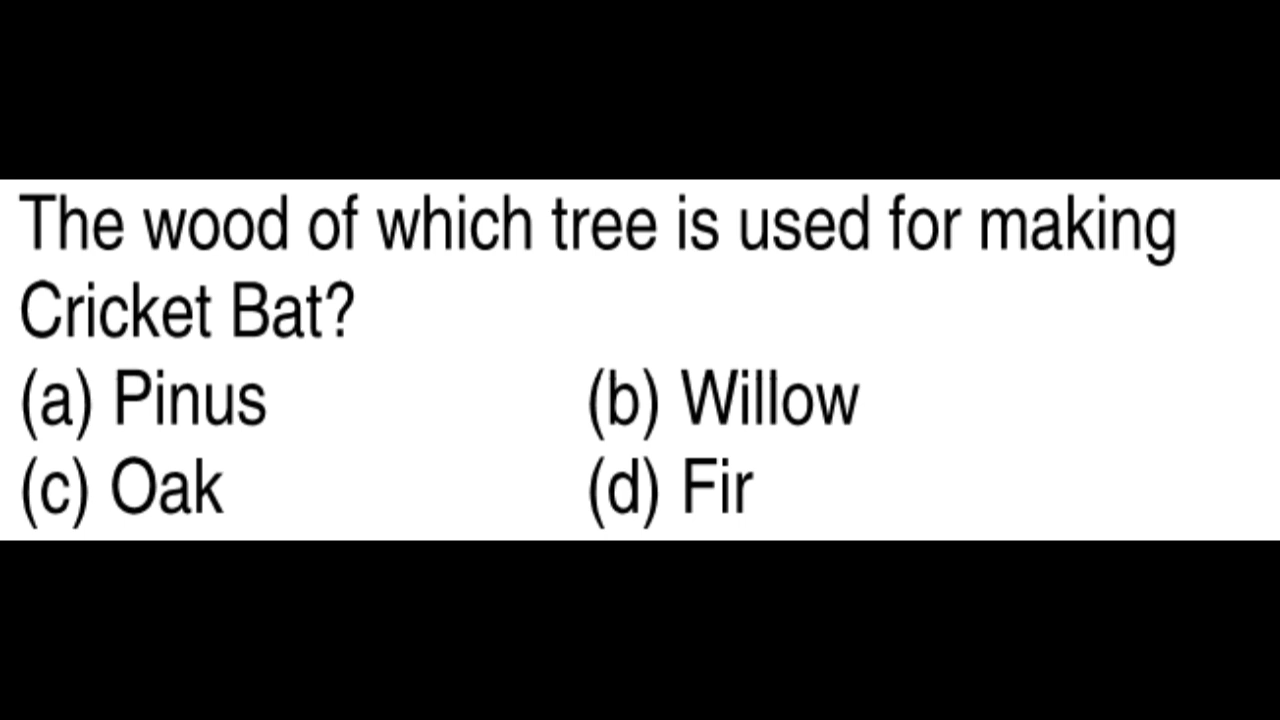 The wood of which tree is used for making
Cricket Bat?
(a) Pinus (b) Willow
(c) Oak (d) Fir